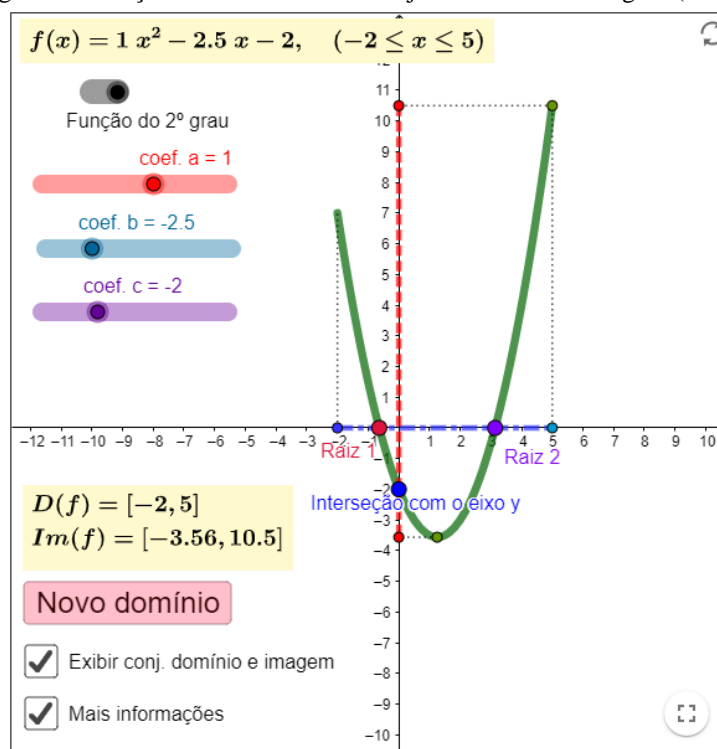 f(x) = 1 x² − 2.5 x − 2, (−2 ≤ x ≤ 5)
Função do 2º grau
coef. a = 1
coef. b = -2.5
coef. c = -2
11
10
9
8
7
6
5
4
3
2
1
−12 −11 −10 −9 −8 −7 −6 −5 −4 −3 −2 −1 1 2 3 4 5 6 7 8 9 10
Raiz 1
Raiz 2
−1
−2
Interseção com o eixo y
−3
−4
−5
−6
−7
−8
−9
−10
D(f) = [−2, 5]
Im(f) = [−3.56, 10.5]
Novo domínio
Exibir conj. domínio e imagem
Mais informações